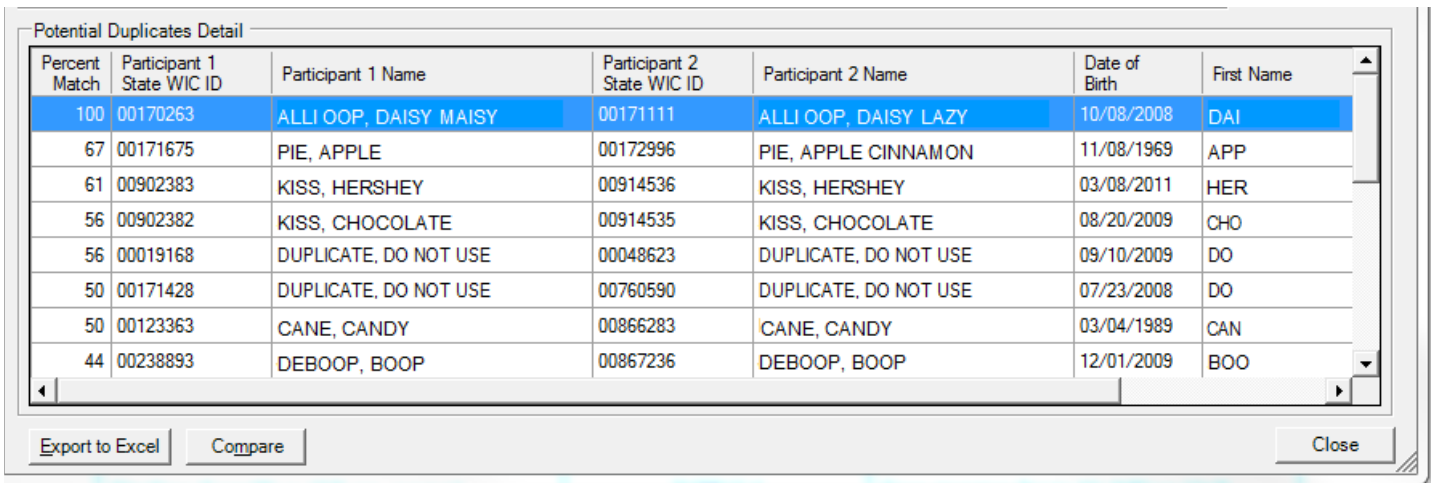 Potential Duplicates Detail
Percent Match Participant 1 State WIC ID Participant 1 Name Participant 2 State WIC ID Participant 2 Name Date of Birth First Name
100 00170263 ALLI OOP, DAISY MAISY 00171111 ALLI OOP, DAISY LAZY 10/08/2008 DAI
67 00171675 PIE, APPLE 00172996 PIE, APPLE CINNAMON 11/08/1969 APP
61 00902383 KISS, HERSHEY 00914536 KISS, HERSHEY 03/08/2011 HER
56 00902382 KISS, CHOCOLATE 00914535 KISS, CHOCOLATE 08/20/2009 CHO
56 00019168 DUPLICATE, DO NOT USE 00048623 DUPLICATE, DO NOT USE 09/10/2009 DO
50 00171428 DUPLICATE, DO NOT USE 00760590 DUPLICATE, DO NOT USE 07/23/2008 DO
50 00123363 CANE, CANDY 00866283 CANE, CANDY 03/04/1989 CAN
44 00238893 DEBOOP, BOOP 00867236 DEBOOP, BOOP 12/01/2009 BOO
Export to Excel Compare Close